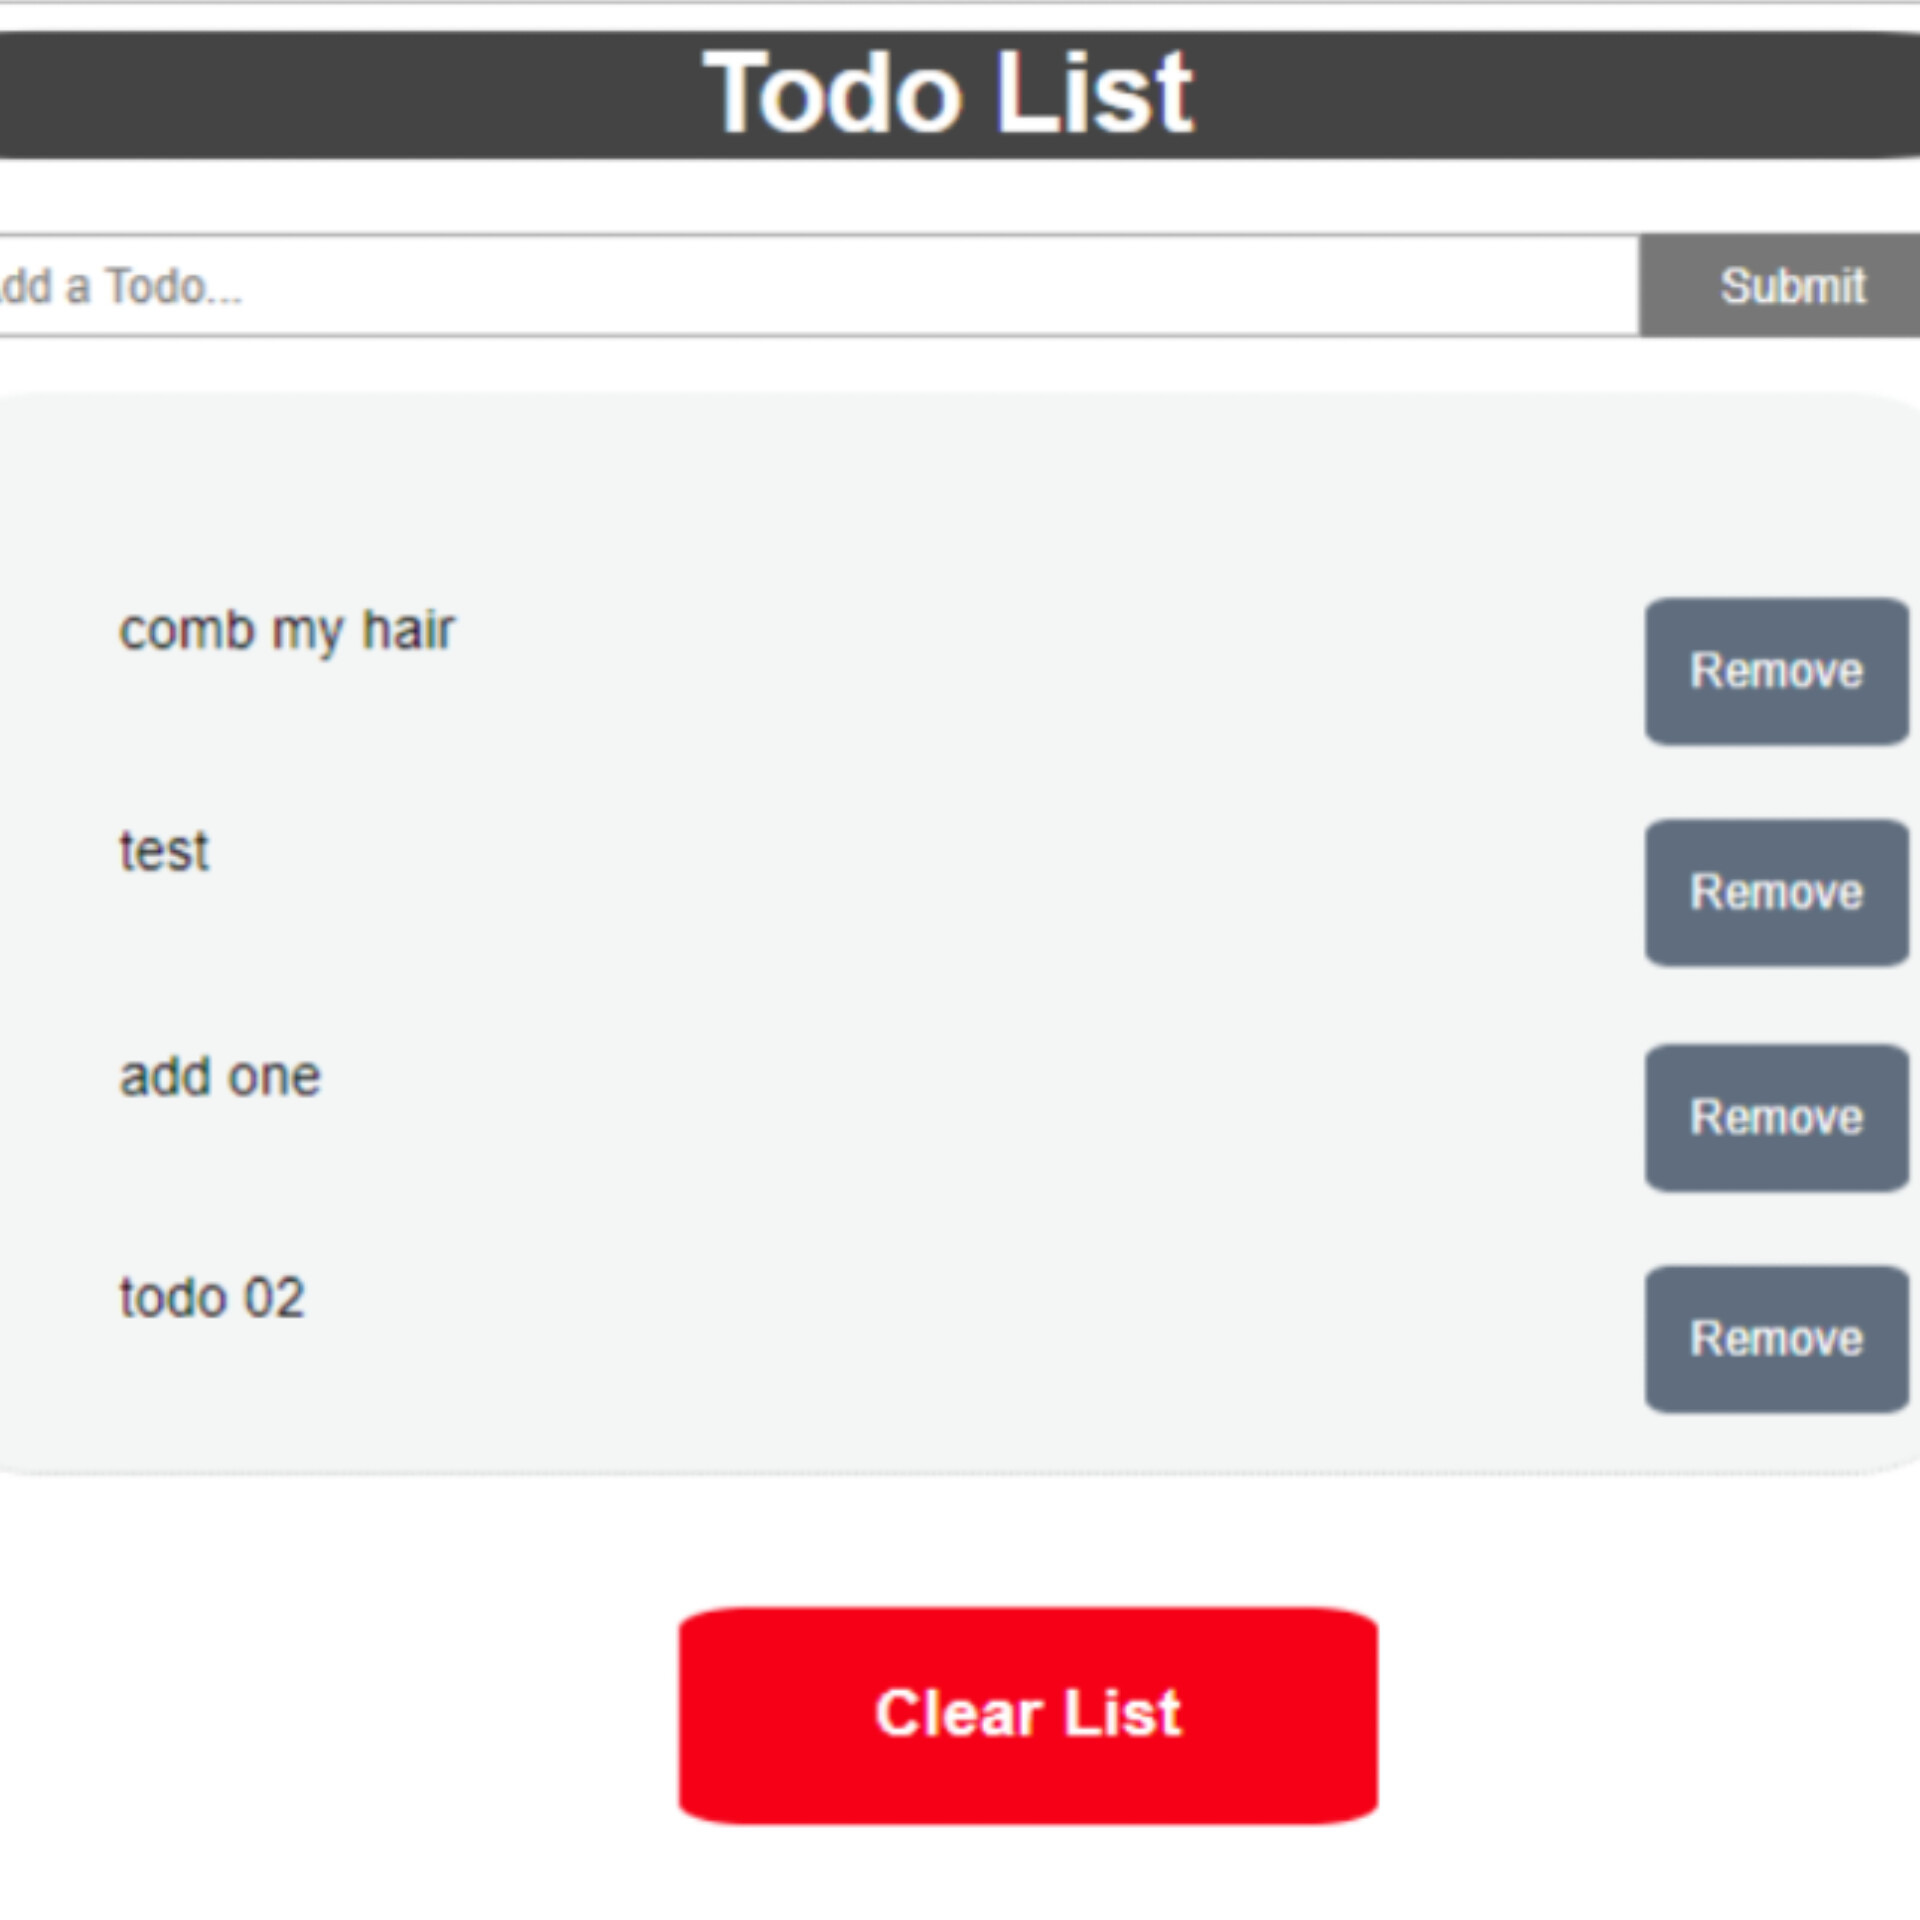 Todo List
dd a Todo...
Submit
comb my hair
Remove
test
Remove
add one
Remove
todo 02
Remove
Clear List